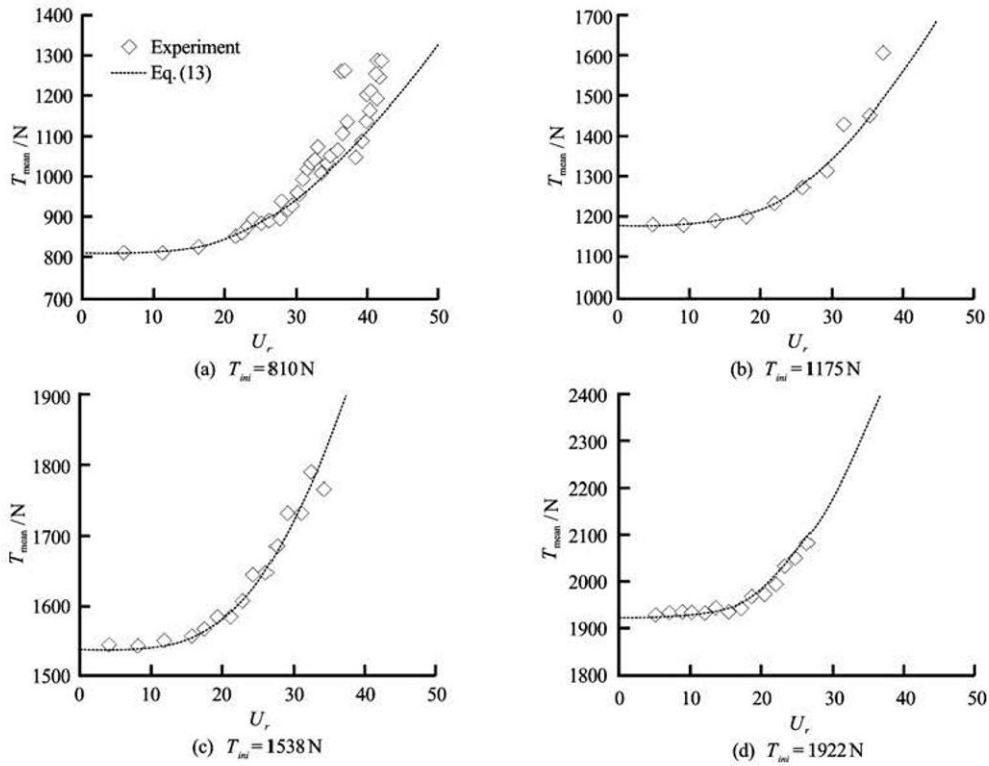 1400
1300
1200
1100
1000
900
800
700
T_mean /N
◇ Experiment
Eq. (13)
0 10 20 30 40 50
U_r
(a) T_ini = 810 N
1700
1600
1500
1400
1300
1200
1100
1000
T_mean /N
0 10 20 30 40 50
U_r
(b) T_ini = 1175 N
1900
1800
1700
1600
1500
T_mean /N
0 10 20 30 40 50
U_r
(c) T_ini = 1538 N
2400
2300
2200
2100
2000
1900
1800
T_mean /N
0 10 20 30 40 50
U_r
(d) T_ini = 1922 N